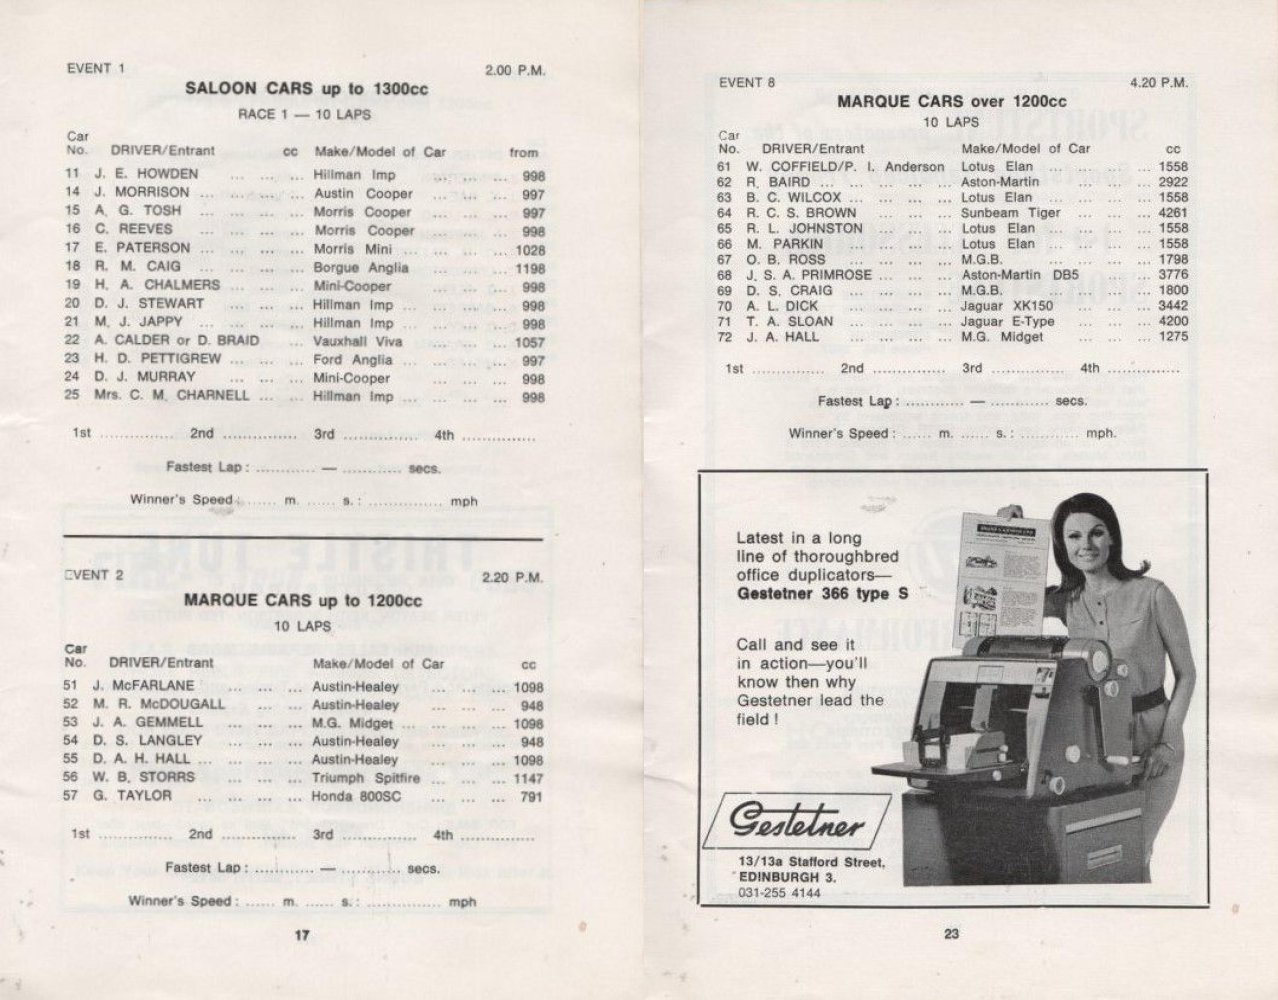 EVENT 1 2.00 P.M.
SALOON CARS up to 1300cc
RACE 1 — 10 LAPS
Car
No. DRIVER/Entrant cc Make/Model of Car from
11 J. E. HOWDEN ... ... ... Hillman Imp ... ... ... 998
14 J. MORRISON ... ... ... Austin Cooper ... ... ... 997
15 A. G. TOSH ... ... ... Morris Cooper ... ... ... 997
16 C. REEVES ... ... ... Morris Cooper ... ... ... 998
17 E. PATERSON ... ... ... Morris Mini ... ... ... 1028
18 R. M. CAIG ... ... ... Borgue Anglia ... ... ... 1198
19 H. A. CHALMERS ... ... Mini-Cooper ... ... ... 998
20 D. J. STEWART ... ... ... Hillman Imp ... ... ... 998
21 M. J. JAPPY ... ... ... Hillman Imp ... ... ... 998
22 A. CALDER or D. BRAID ... Vauxhall Viva ... ... ... 1057
23 H. D. PETTIGREW ... ... ... Ford Anglia ... ... ... 997
24 D. J. MURRAY ... ... ... Mini-Cooper ... ... ... 998
25 Mrs. C. M. CHARNELL ... ... Hillman Imp ... ... ... 998
1st .................. 2nd .................. 3rd .................. 4th ..................
Fastest Lap : ............ — ............ secs.
Winner's Speed : ...... m. ...... s. : ............... mph
EVENT 2 2.20 P.M.
MARQUE CARS up to 1200cc
10 LAPS
Car
No. DRIVER/Entrant Make/Model of Car cc
51 J. McFARLANE ... ... ... Austin-Healey ... ... ... 1098
52 M. R. McDOUGALL ... ... Austin-Healey ... ... ... 948
53 J. A. GEMMELL ... ... ... M.G. Midget ... ... ... 1098
54 D. S. LANGLEY ... ... ... Austin-Healey ... ... ... 948
55 D. A. H. HALL ... ... ... Austin-Healey ... ... ... 1098
56 W. B. STORRS ... ... ... Triumph Spitfire ... ... ... 1147
57 G. TAYLOR ... ... ... Honda 800SC ... ... ... 791
1st .................. 2nd .................. 3rd .................. 4th ..................
Fastest Lap : ............ — ............ secs.
Winner's Speed : ...... m. ...... s. : ............... mph
17
EVENT 8 4.20 P.M.
MARQUE CARS over 1200cc
10 LAPS
Car
No. DRIVER/Entrant Make/Model of Car cc
61 W. COFFIELD/P. I. Anderson Lotus Elan ... ... ... 1558
62 R. BAIRD ... ... ... ... Aston-Martin ... ... ... 2922
63 B. C. WILCOX ... ... ... ... Lotus Elan ... ... ... 1558
64 R. C. S. BROWN ... ... ... Sunbeam Tiger ... ... ... 4261
65 R. L. JOHNSTON ... ... ... Lotus Elan ... ... ... 1558
66 M. PARKIN ... ... ... Lotus Elan ... ... ... 1558
67 O. B. ROSS ... ... ... M.G.B. ... ... ... 1798
68 J. S. A. PRIMROSE ... ... ... Aston-Martin DB5 ... ... 3776
69 D. S. CRAIG ... ... ... M.G.B. ... ... ... 1800
70 A. L. DICK ... ... ... Jaguar XK150 ... ... ... 3442
71 T. A. SLOAN ... ... ... Jaguar E-Type ... ... ... 4200
72 J. A. HALL ... ... ... M.G. Midget ... ... ... 1275
1st .................. 2nd .................. 3rd .................. 4th ..................
Fastest Lap : ............ — ............ secs.
Winner's Speed : ...... m. ...... s. : ............... mph.
Latest in a long
line of thoroughbred
office duplicators—
Gestetner 366 type S
Call and see it
in action—you'll
know then why
Gestetner lead the
field !
Gestetner
13/13a Stafford Street,
EDINBURGH 3.
031-255 4144
23